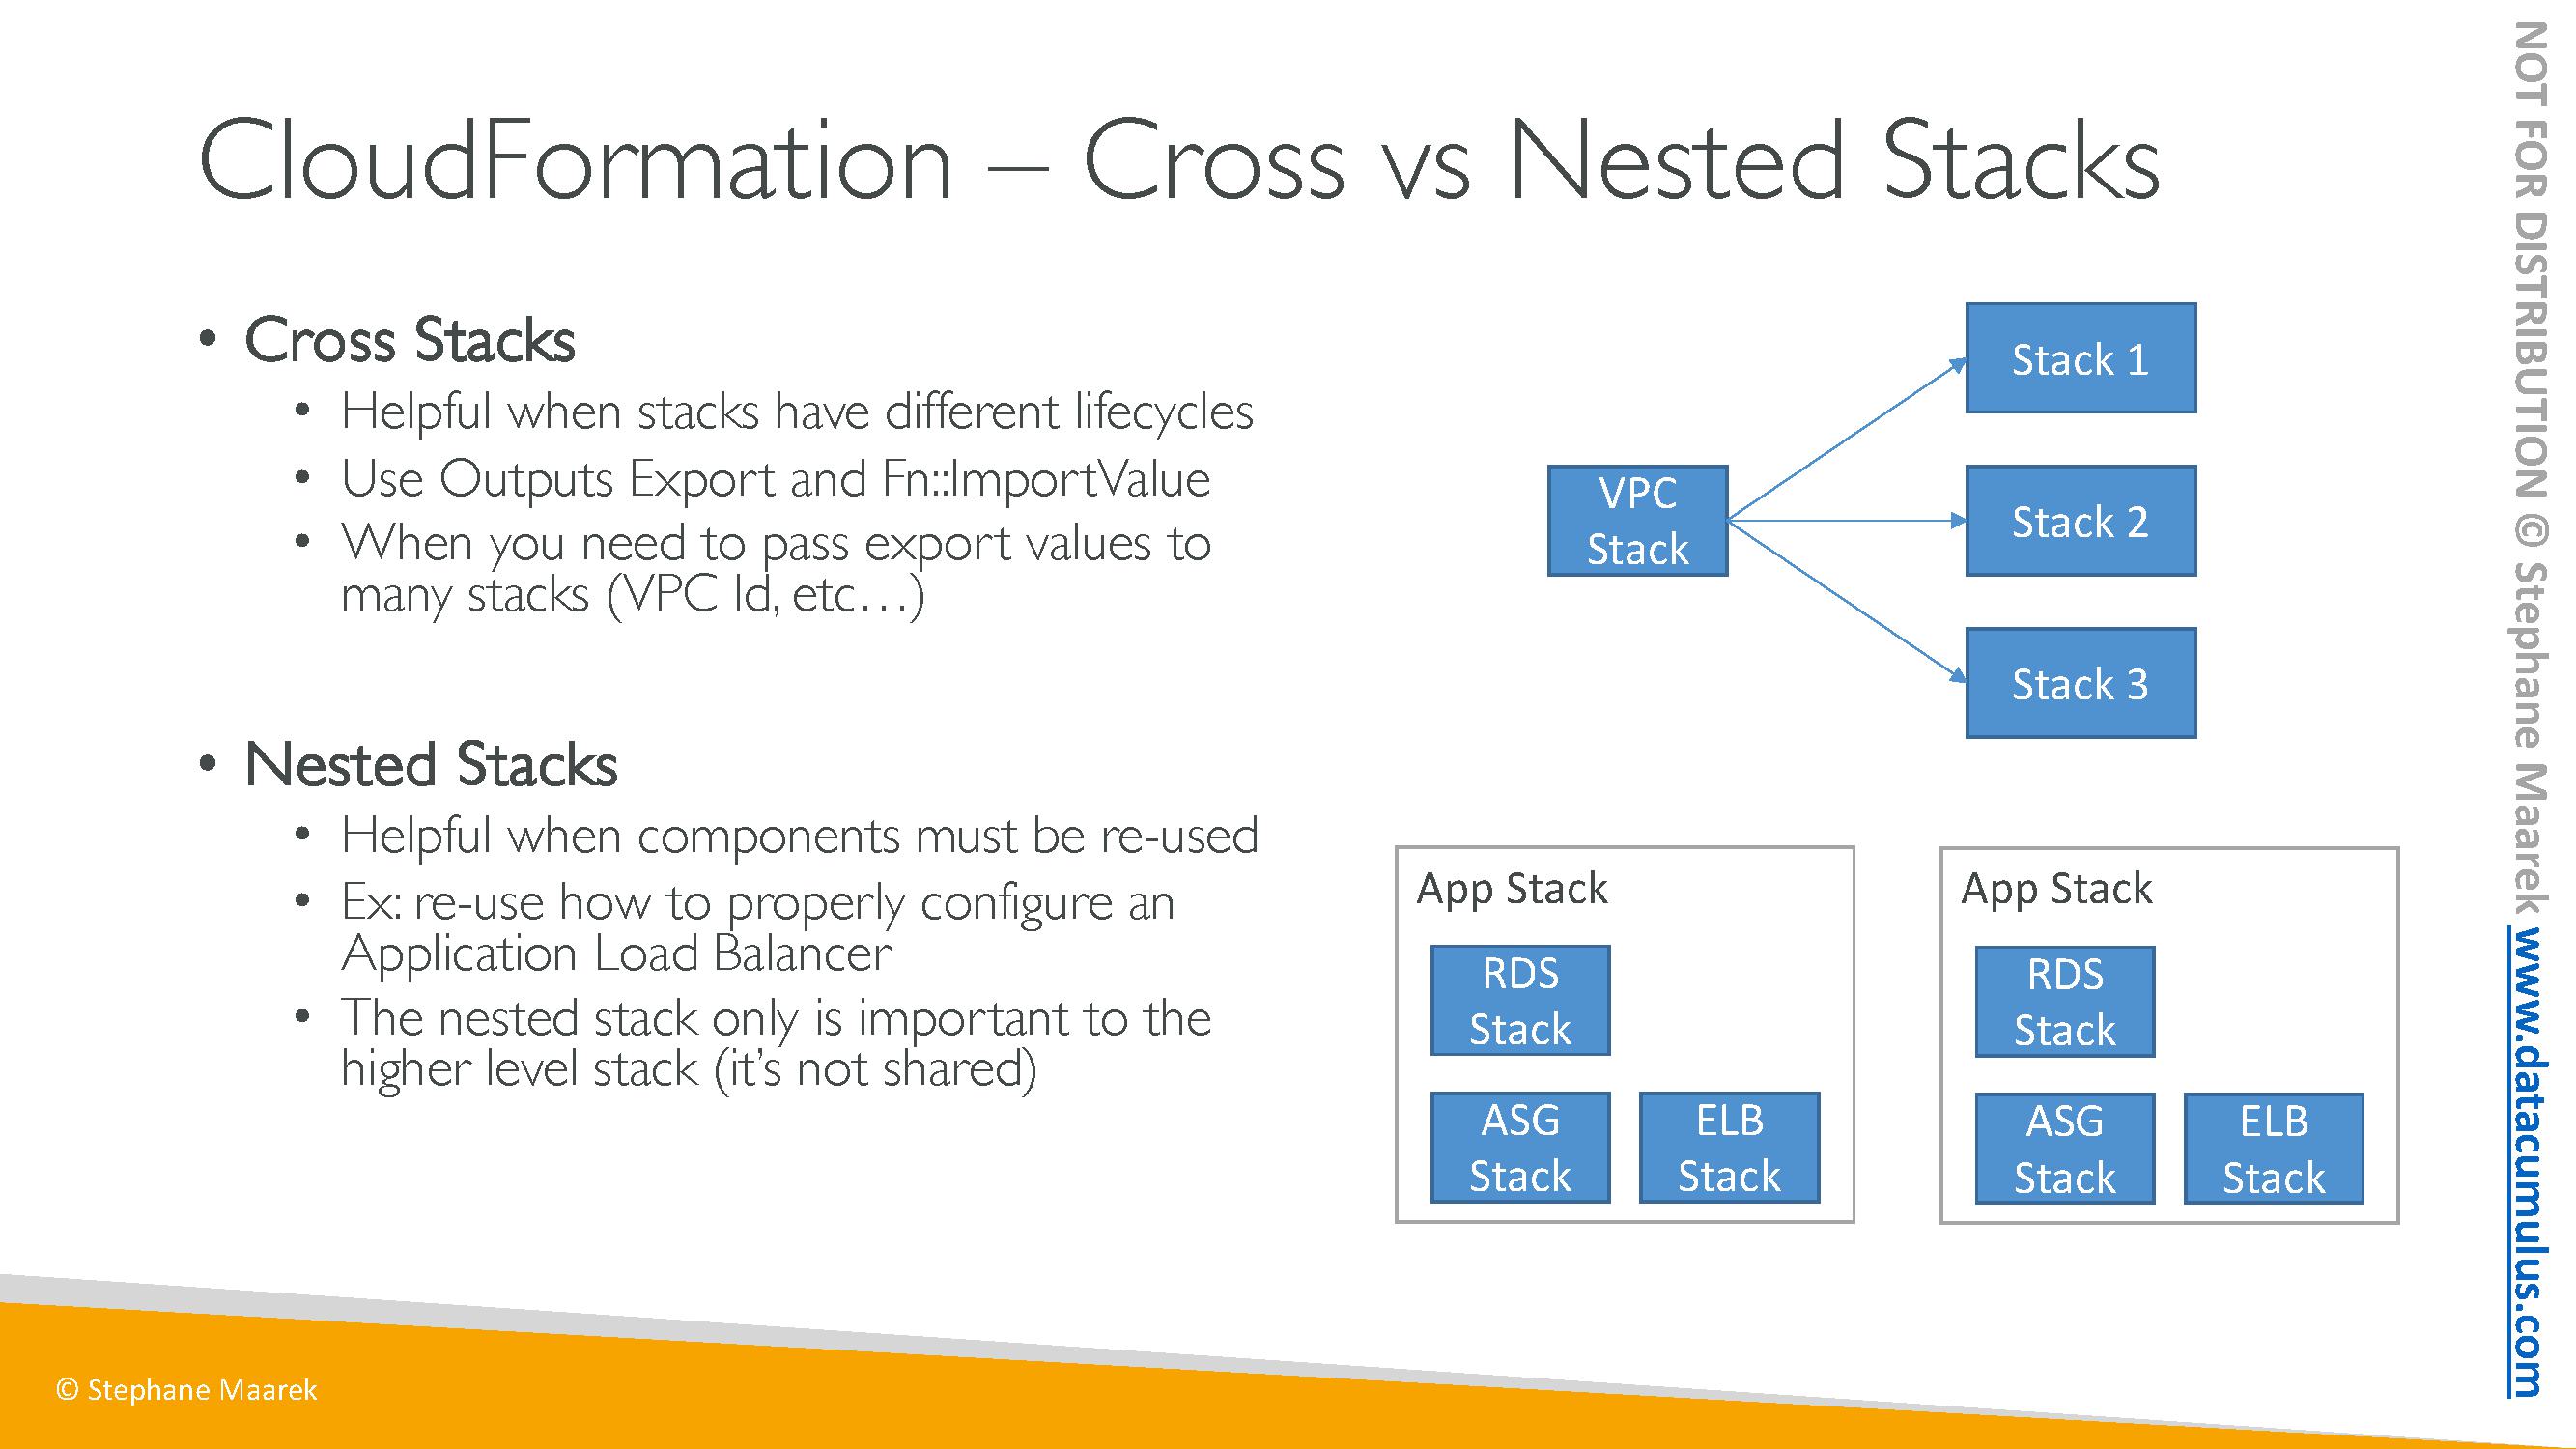 CloudFormation – Cross vs Nested Stacks
• Cross Stacks
• Helpful when stacks have different lifecycles
• Use Outputs Export and Fn::ImportValue
• When you need to pass export values to
many stacks (VPC Id, etc…)
• Nested Stacks
• Helpful when components must be re-used
• Ex: re-use how to properly configure an
Application Load Balancer
• The nested stack only is important to the
higher level stack (it’s not shared)
VPC
Stack
Stack 1
Stack 2
Stack 3
App Stack
RDS
Stack
ASG
Stack
ELB
Stack
App Stack
RDS
Stack
ASG
Stack
ELB
Stack
© Stephane Maarek
NOT FOR DISTRIBUTION © Stephane Maarek www.datacumulus.com